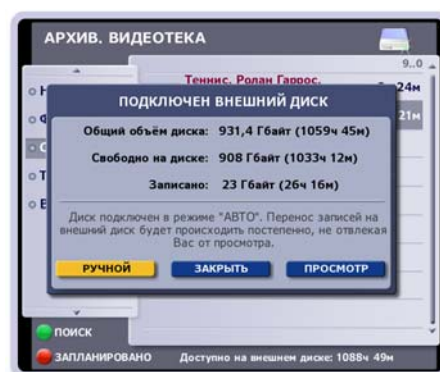 АРХИВ. ВИДЕОТЕКА
9..0
Теннис. Ролан Гаррос.
24м
ПОДКЛЮЧЕН ВНЕШНИЙ ДИСК
21м
Общий объём диска: 931,4 Гбайт (1059ч 45м)
Свободно на диске: 908 Гбайт (1033ч 12м)
Записано: 23 Гбайт (26ч 16м)
Диск подключен в режиме "АВТО". Перенос записей на
внешний диск будет происходить постепенно, не отвлекая
Вас от просмотра.
РУЧНОЙ ЗАКРЫТЬ ПРОСМОТР
ПОИСК
ЗАПЛАНИРОВАНО Доступно на внешнем диске: 1088ч 49м